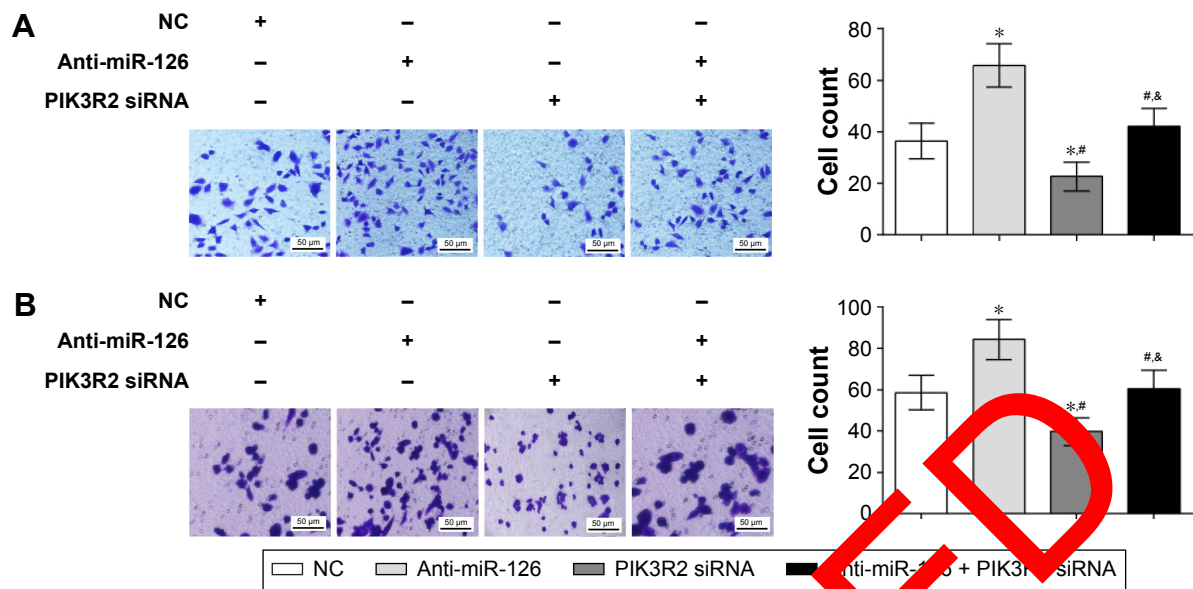 A
NC + – – –
Anti-miR-126 – + – +
PIK3R2 siRNA – – + +
50 µm 50 µm 50 µm 50 µm
Cell count
80
60
40
20
0
*
*,#
#,&
B
NC + – – –
Anti-miR-126 – + – +
PIK3R2 siRNA – – + +
50 µm 50 µm 50 µm 50 µm
Cell count
100
80
60
40
20
0
*
*,#
#,&
NC Anti-miR-126 PIK3R2 siRNA + siRNA